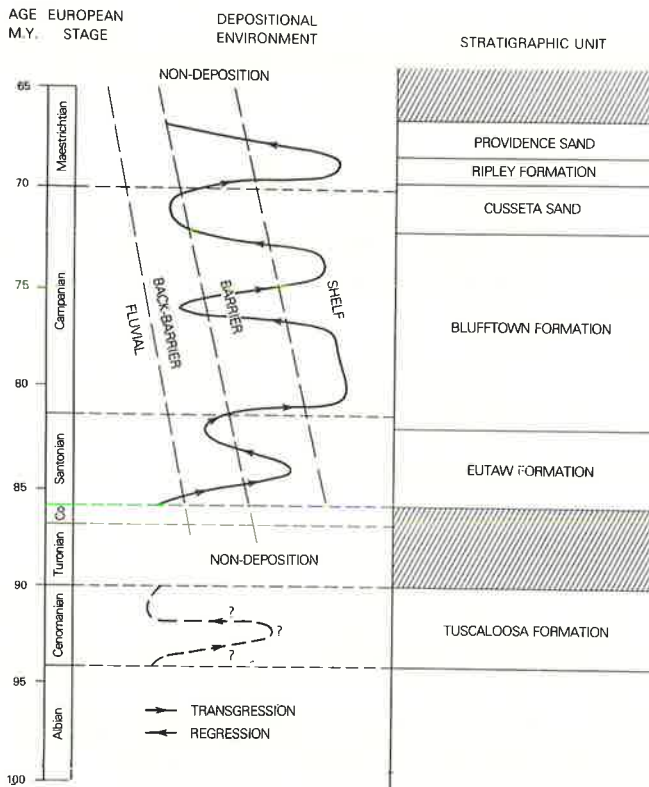 AGE EUROPEAN DEPOSITIONAL
M.Y. STAGE ENVIRONMENT STRATIGRAPHIC UNIT
NON-DEPOSITION
65
Maestrichtian
PROVIDENCE SAND
RIPLEY FORMATION
70
CUSSETA SAND
75
Campanian
FLUVIAL
BACK-BARRIER
BARRIER
SHELF
BLUFFTOWN FORMATION
80
Santonian
EUTAW FORMATION
85
Co
Turonian
NON-DEPOSITION
90
Cenomanian
?
?
?
TUSCALOOSA FORMATION
95
Albian
TRANSGRESSION
REGRESSION
100